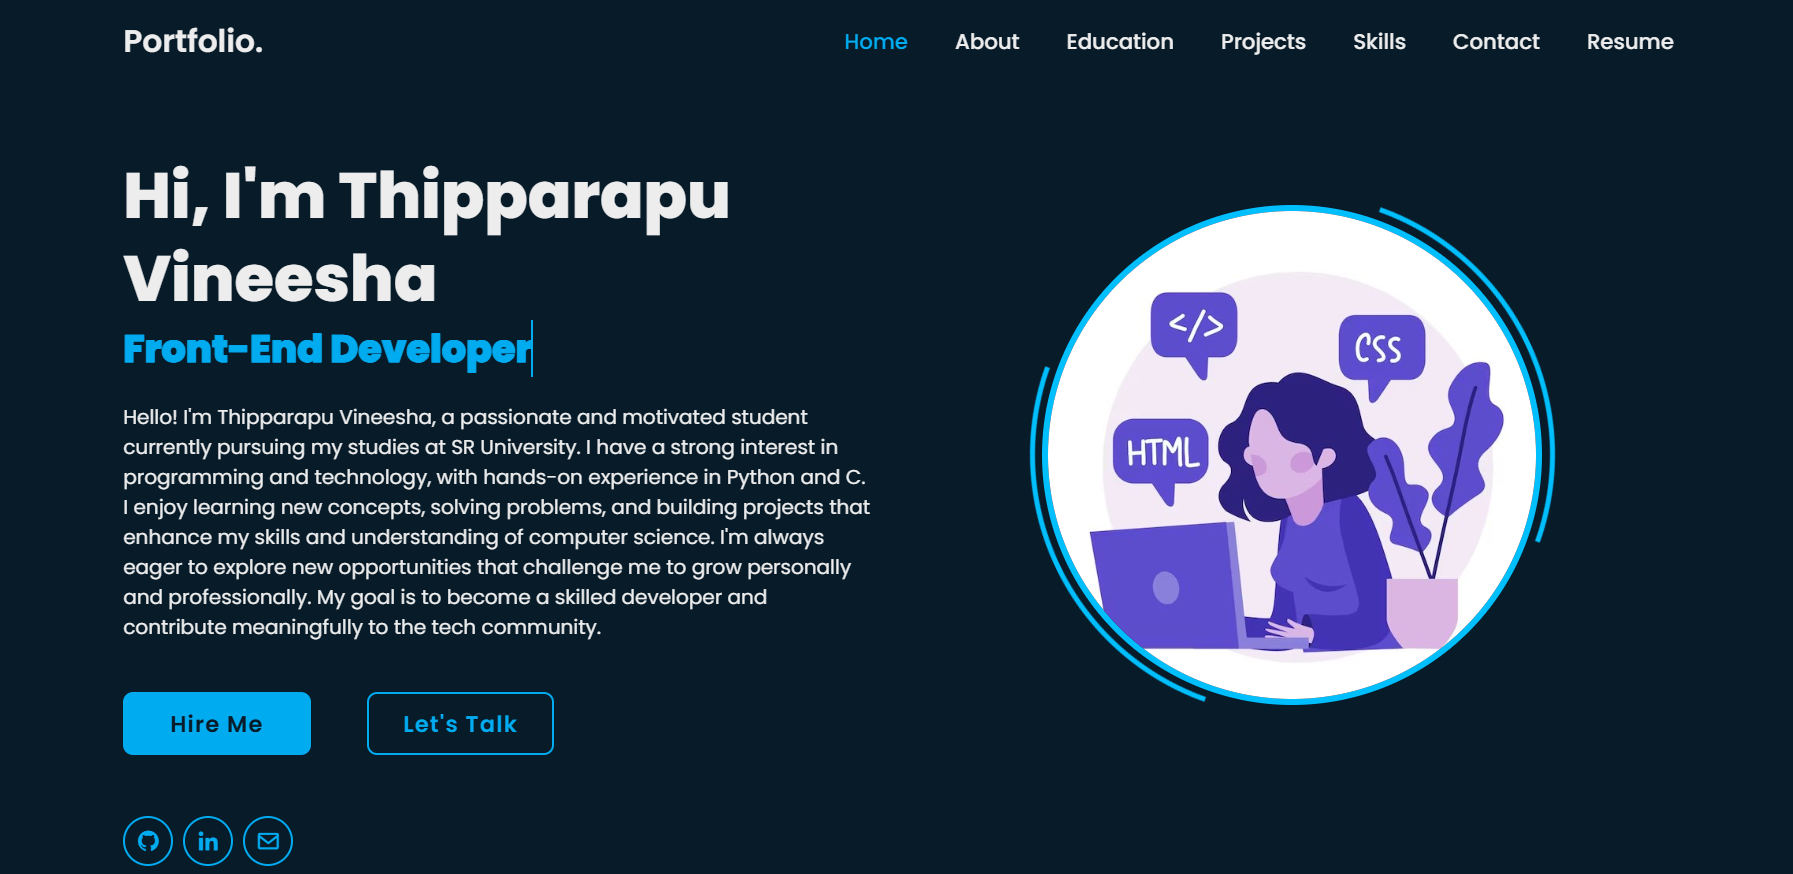 Portfolio.
Home About Education Projects Skills Contact Resume
Hi, I'm Thipparapu
Vineesha
Front-End Developer
Hello! I'm Thipparapu Vineesha, a passionate and motivated student
currently pursuing my studies at SR University. I have a strong interest in
programming and technology, with hands-on experience in Python and C.
I enjoy learning new concepts, solving problems, and building projects that
enhance my skills and understanding of computer science. I'm always
eager to explore new opportunities that challenge me to grow personally
and professionally. My goal is to become a skilled developer and
contribute meaningfully to the tech community.
Hire Me
Let's Talk
in
</>
CSS
HTML